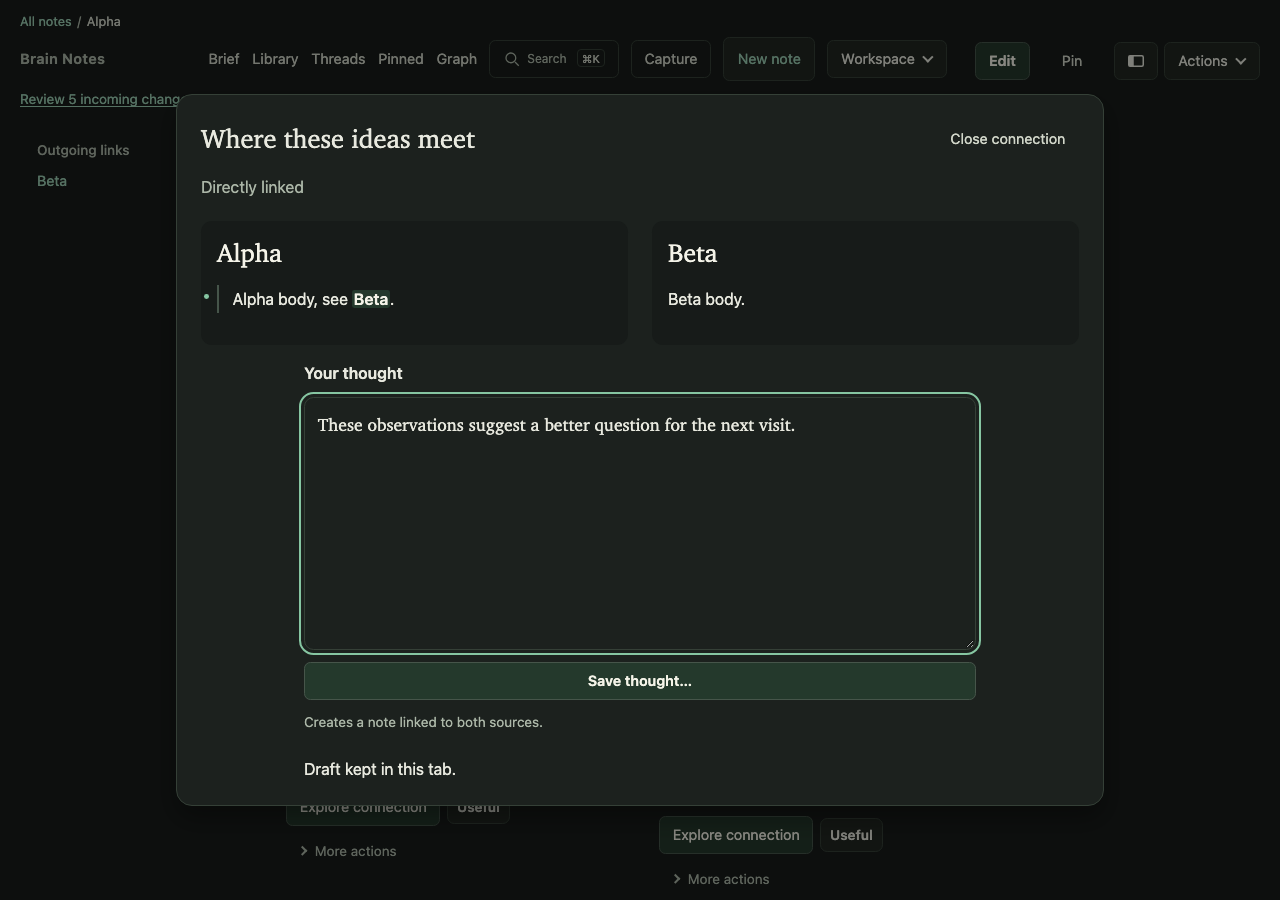 All notes / Alpha
Brain Notes
Brief Library Threads Pinned Graph Search ⌘K Capture New note Workspace Edit Pin Actions
Review 5 incoming chang
Outgoing links
Beta
Where these ideas meet
Close connection
Directly linked
Alpha
Alpha body, see Beta.
Beta
Beta body.
Your thought
These observations suggest a better question for the next visit.
Save thought...
Creates a note linked to both sources.
Draft kept in this tab.
Explore connection Useful
More actions
Explore connection Useful
More actions